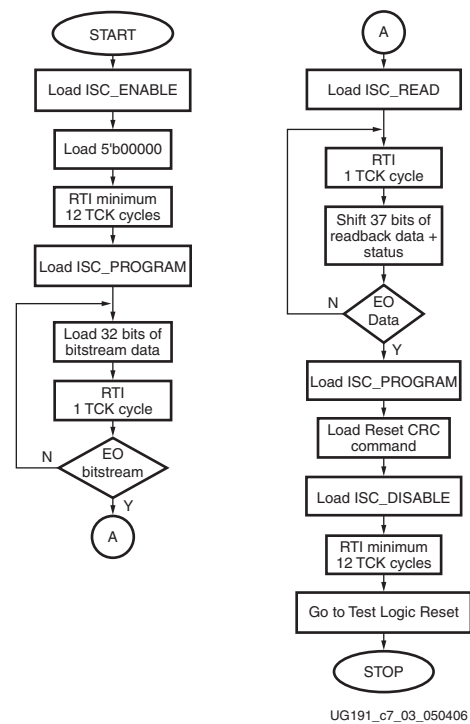 START
Load ISC_ENABLE
Load 5'b00000
RTI minimum
12 TCK cycles
Load ISC_PROGRAM
Load 32 bits of
bitstream data
RTI
1 TCK cycle
N
EO
bitstream
Y
A
A
Load ISC_READ
RTI
1 TCK cycle
Shift 37 bits of
readback data +
status
N
EO
Data
Y
Load ISC_PROGRAM
Load Reset CRC
command
Load ISC_DISABLE
RTI minimum
12 TCK cycles
Go to Test Logic Reset
STOP
UG191_c7_03_050406